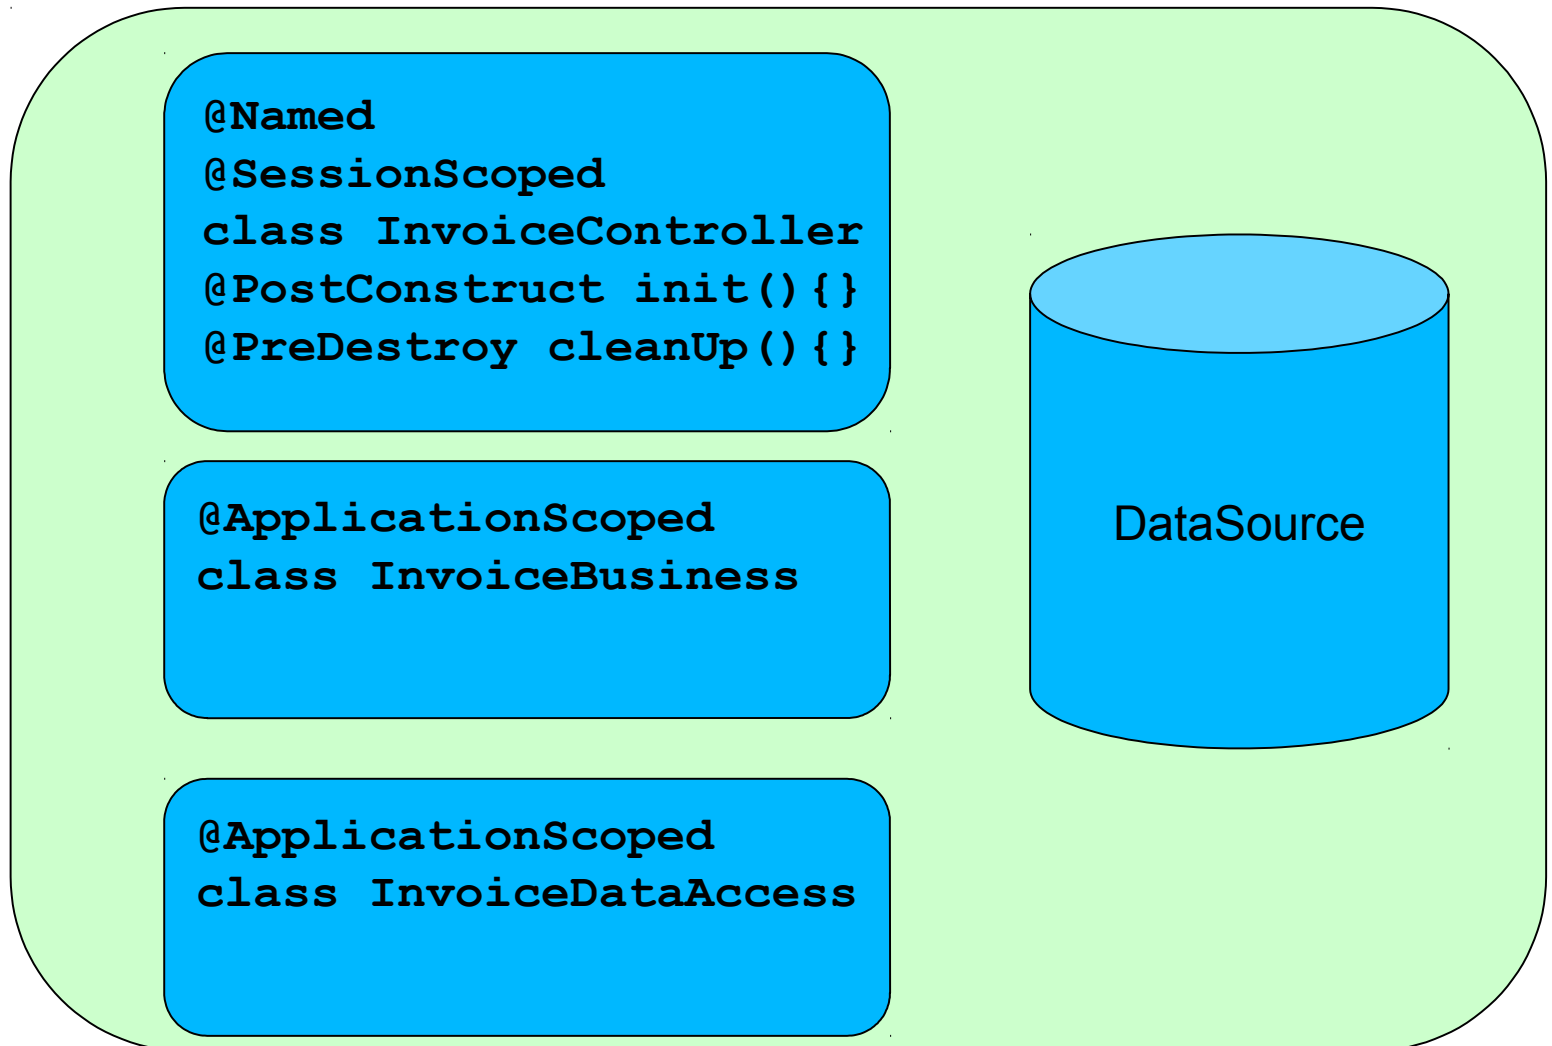 @Named
@SessionScoped
class InvoiceController
@PostConstruct init(){}
@PreDestroy cleanUp(){}
@ApplicationScoped
class InvoiceBusiness
@ApplicationScoped
class InvoiceDataAccess
DataSource